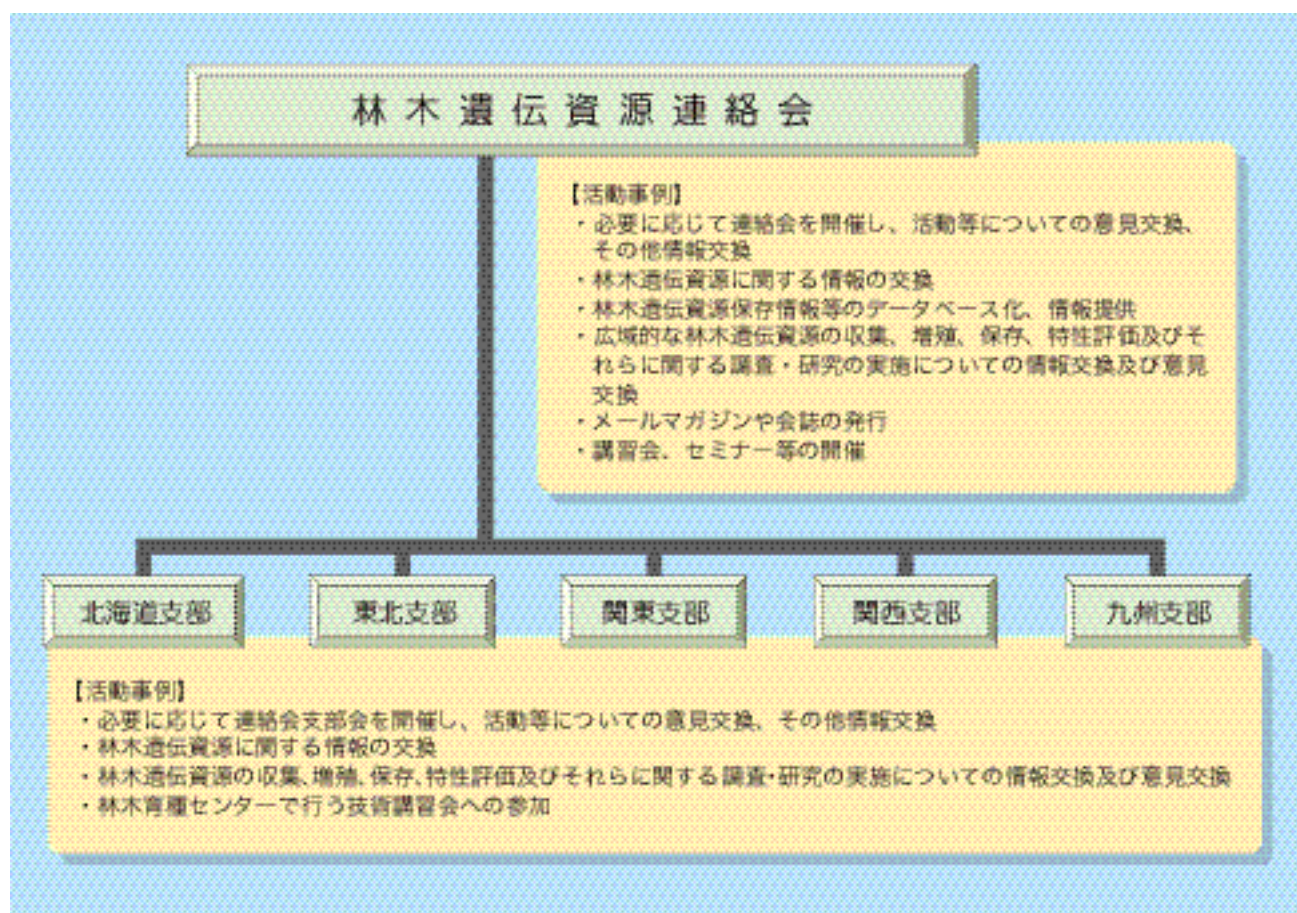 林木遺伝資源連絡会
【活動事例】
・必要に応じて連絡会を開催し、活動等についての意見交換、
その他情報交換
・林木遺伝資源に関する情報の交換
・林木遺伝資源保存情報等のデータベース化、情報提供
・広域的な林木遺伝資源の収集、増殖、保存、特性評価及びそ
れらに関する調査・研究の実施についての情報交換及び意見
交換
・メールマガジンや会誌の発行
・講習会、セミナー等の開催
北海道支部
東北支部
関東支部
関西支部
九州支部
【活動事例】
・必要に応じて連絡会支部会を開催し、活動等についての意見交換、その他情報交換
・林木遺伝資源に関する情報の交換
・林木遺伝資源の収集、増殖、保存、特性評価及びそれらに関する調査・研究の実施についての情報交換及び意見交換
・林木育種センターで行う技術講習会への参加